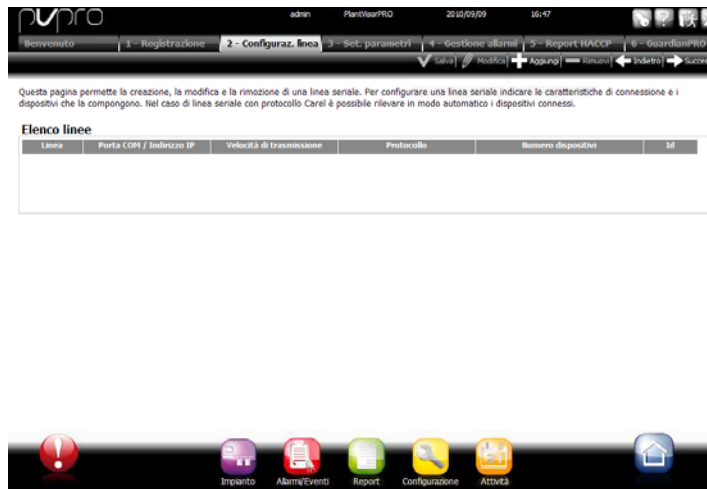 pvpro admin PlantVisorPRO 2010/09/09 16:47
Benvenuto 1 - Registrazione 2 - Configuraz. linea 3 - Set. parametri 4 - Gestione allarmi 5 - Report HACCP 6 - GuardianPRO
Salva Modifica Aggiungi Rimuovi Indietro Succes
Questa pagina permette la creazione, la modifica e la rimozione di una linea seriale. Per configurare una linea seriale indicare le caratteristiche di connessione e i
dispositivi che la compongono. Nel caso di linea seriale con protocollo Carel è possibile rilevare in modo automatico i dispositivi connessi.
Elenco linee
Linea Porta COM / Indirizzo IP Velocità di trasmissione Protocollo Numero dispositivi Id
Impianto Allarmi/Eventi Report Configurazione Attività